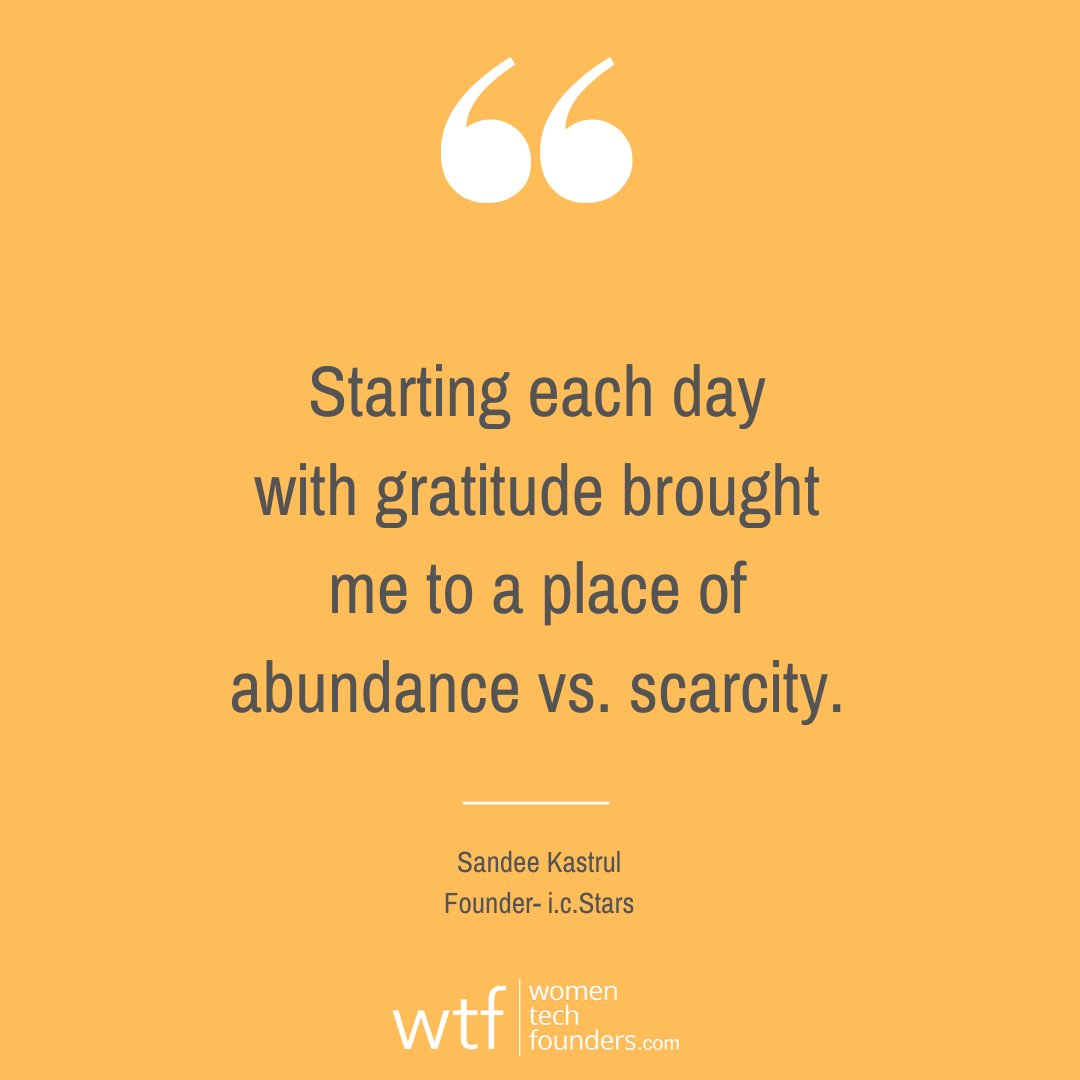 “
Starting each day
with gratitude brought
me to a place of
abundance vs. scarcity.
Sandee Kastrul
Founder- i.c.Stars
wtf
women
tech
founders.com